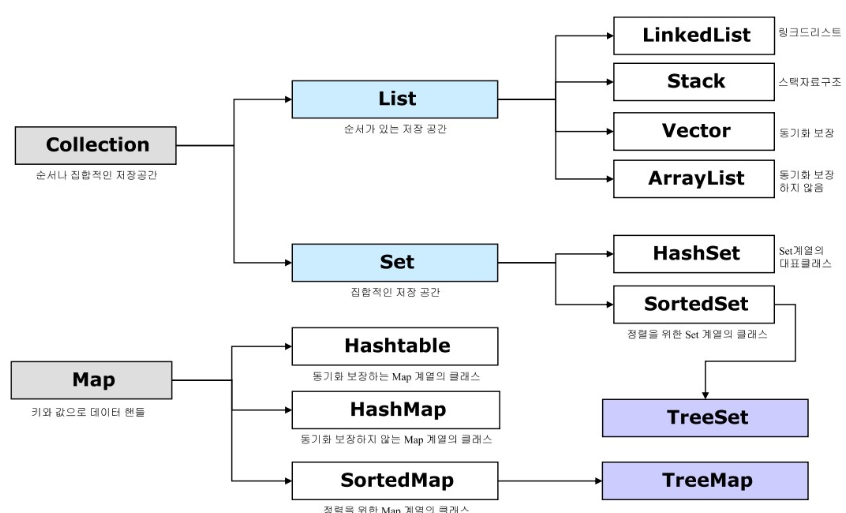 LinkedList
링크드리스트
Stack
스택자료구조
List
순서가 있는 저장 공간
Vector
동기화 보장
Collection
순서나 집합적인 저장공간
ArrayList
동기화 보장
하지 않음
Set
집합적인 저장 공간
HashSet
Set계열의
대표클래스
SortedSet
정렬을 위한 Set 계열의 클래스
Hashtable
동기화 보장하는 Map 계열의 클래스
Map
키와 값으로 데이터 핸들
HashMap
동기화 보장하지 않는 Map 계열의 클래스
TreeSet
SortedMap
정렬을 위한 Map 계열의 클래스
TreeMap